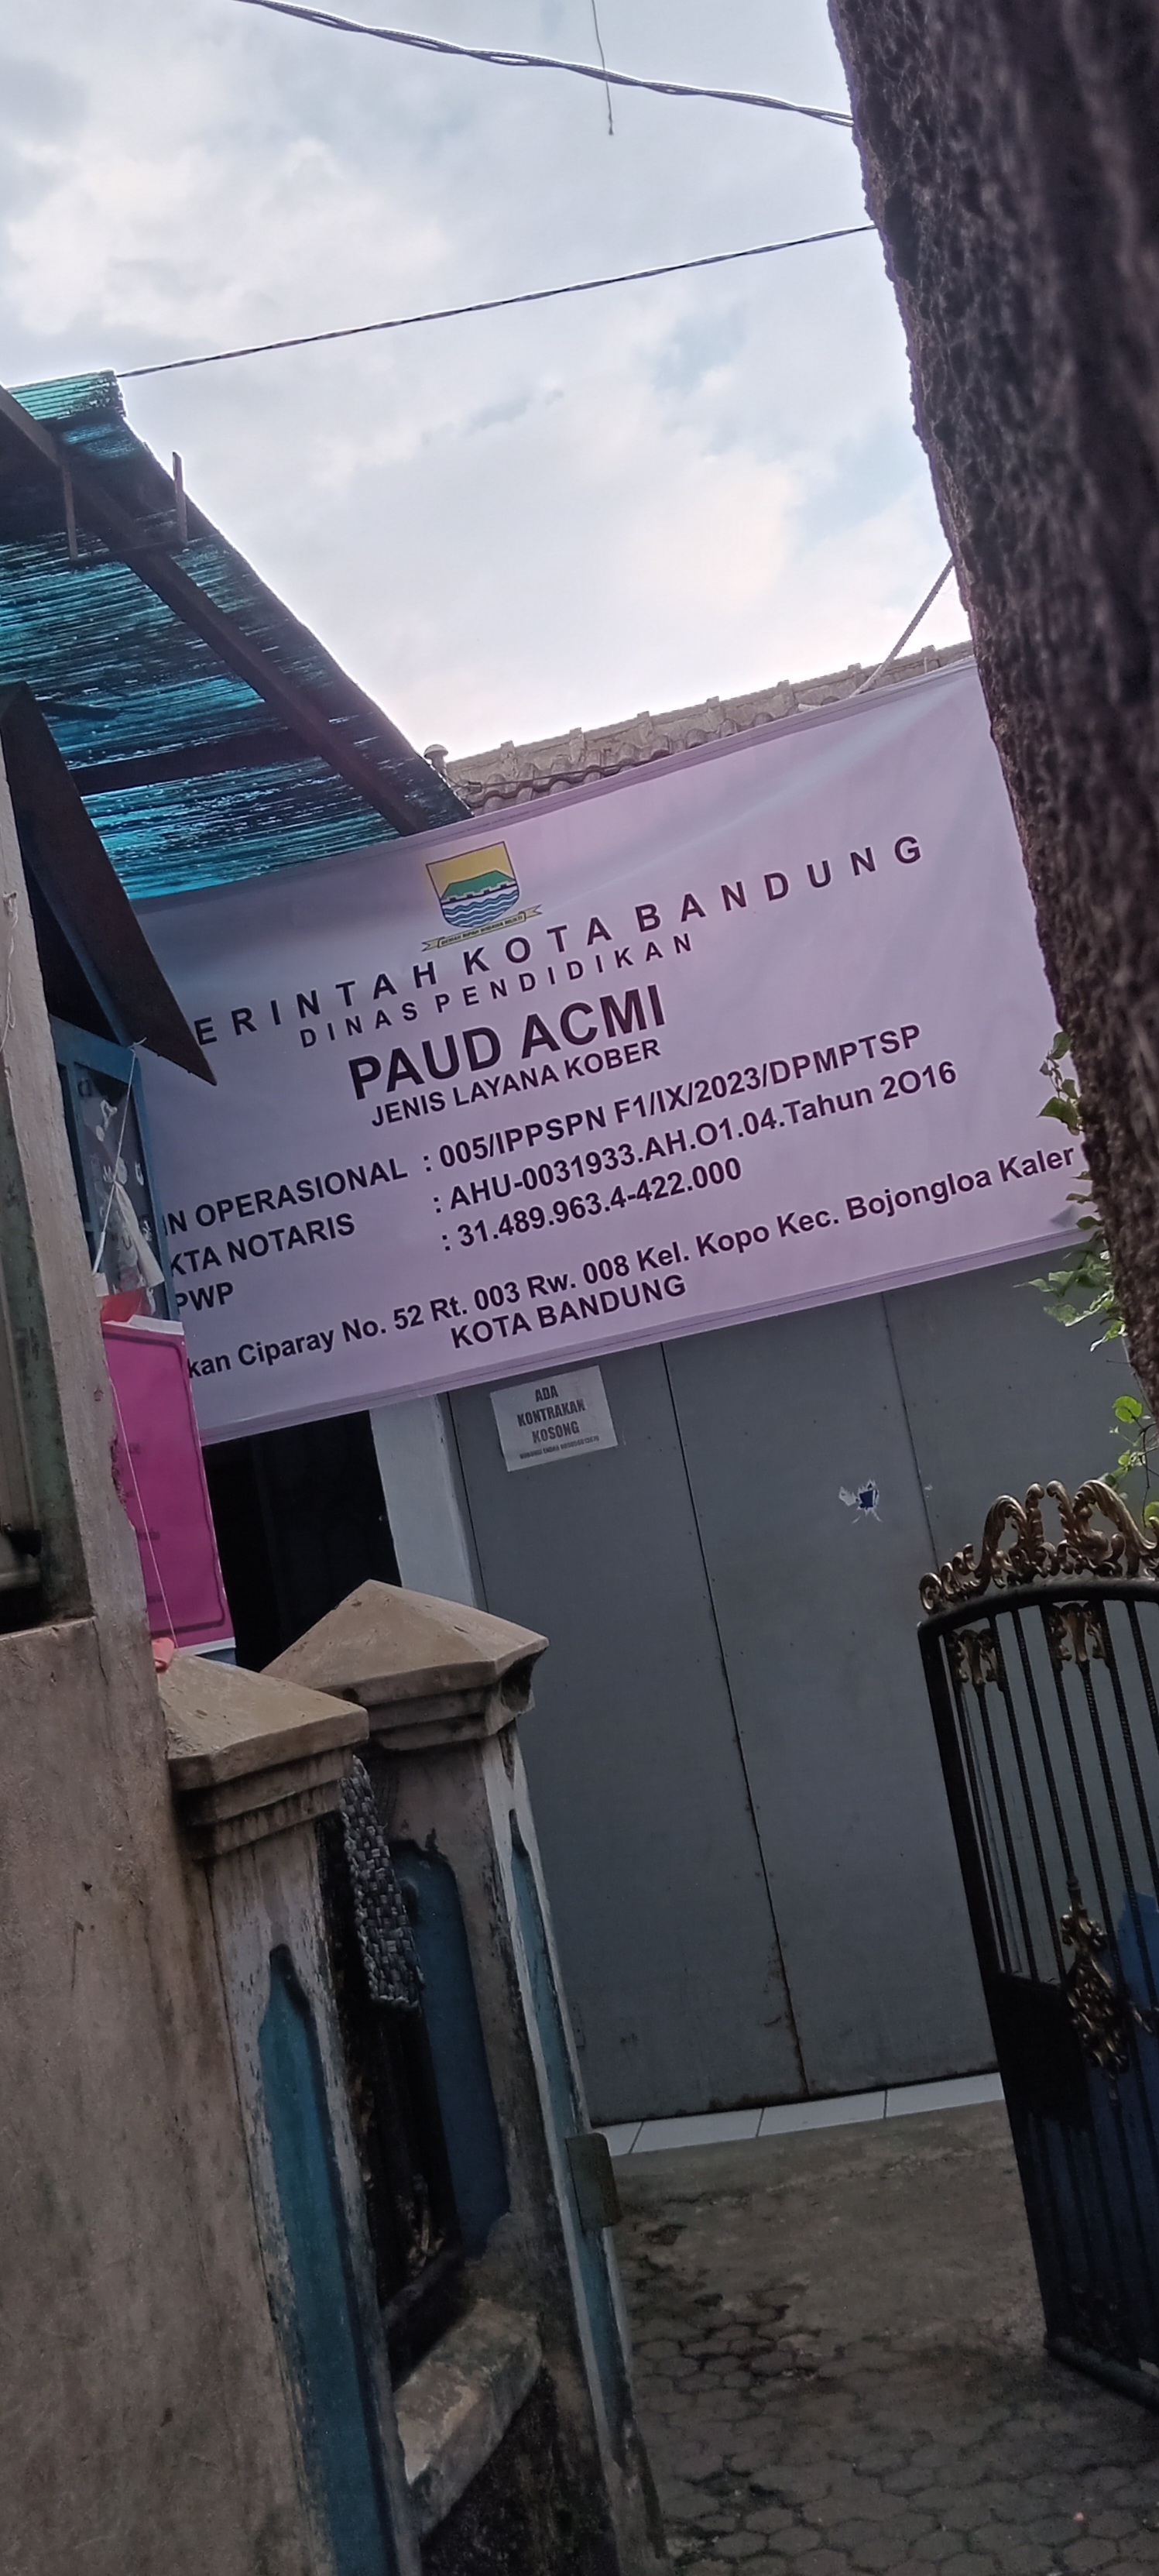 ERINTAH KOTA BANDUNG
DINAS PENDIDIKAN
PAUD ACMI
JENIS LAYANA KOBER
IN OPERASIONAL : 005/IPPSPN F1/IX/2023/DPMPTSP
KTA NOTARIS : AHU-0031933.AH.O1.04.Tahun 2O16
PWP : 31.489.963.4-422.000
kan Ciparay No. 52 Rt. 003 Rw. 008 Kel. Kopo Kec. Bojongloa Kaler
KOTA BANDUNG
ADA
KONTRAKAN
KOSONG